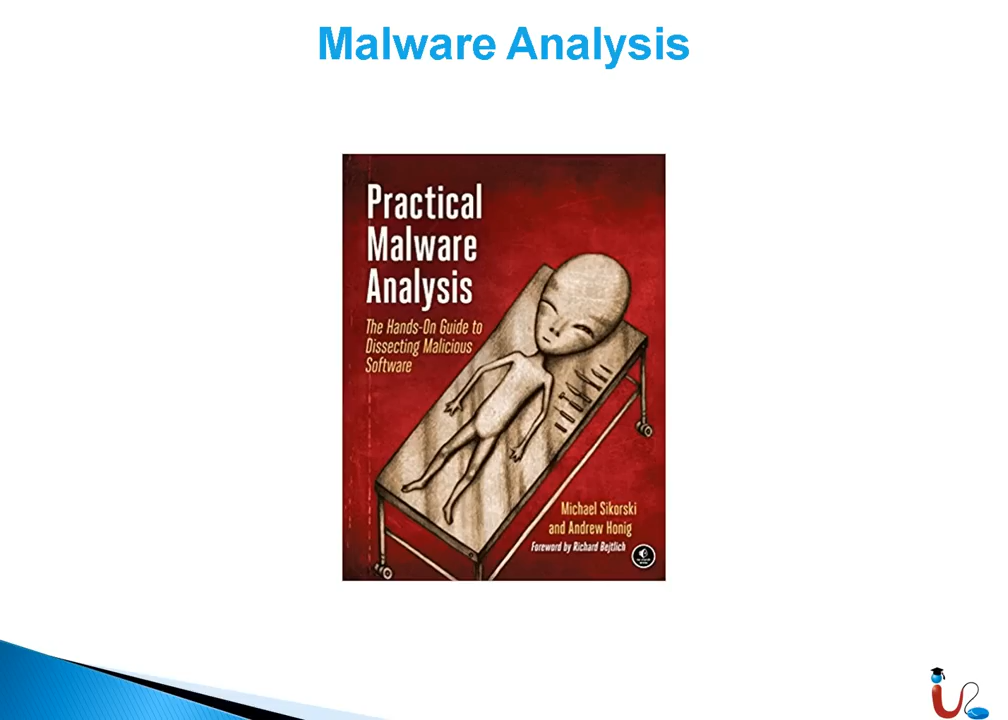 Malware Analysis
Practical
Malware
Analysis
The Hands-On Guide to
Dissecting Malicious
Software
Michael Sikorski
and Andrew Honig
Foreword by Richard Bejtlich